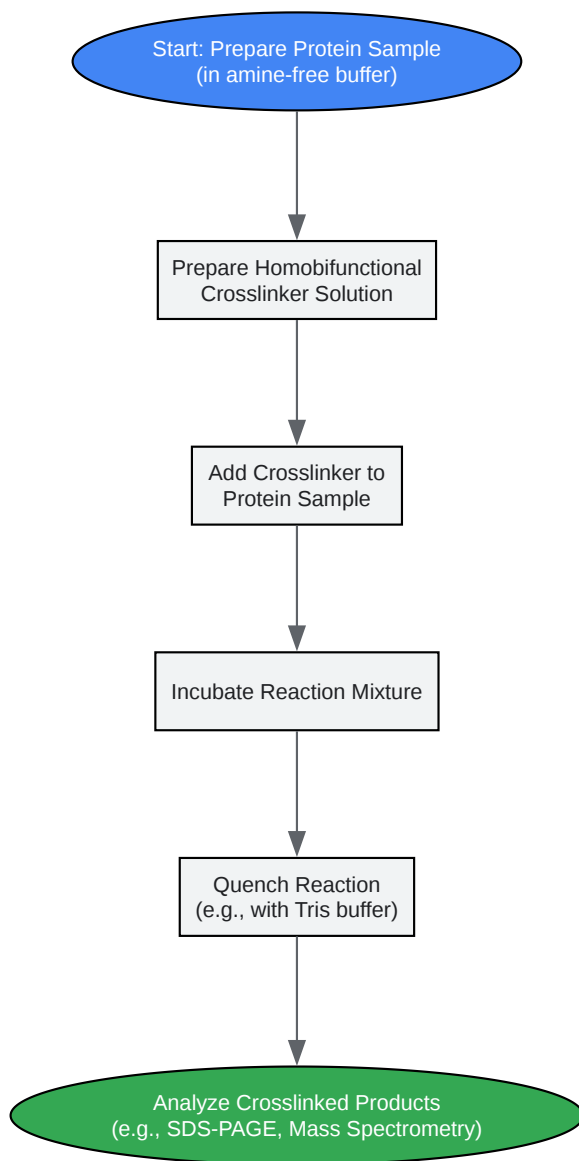 Start: Prepare Protein Sample
(in amine-free buffer)
Prepare Homobifunctional
Crosslinker Solution
Add Crosslinker to
Protein Sample
Incubate Reaction Mixture
Quench Reaction
(e.g., with Tris buffer)
Analyze Crosslinked Products
(e.g., SDS-PAGE, Mass Spectrometry)